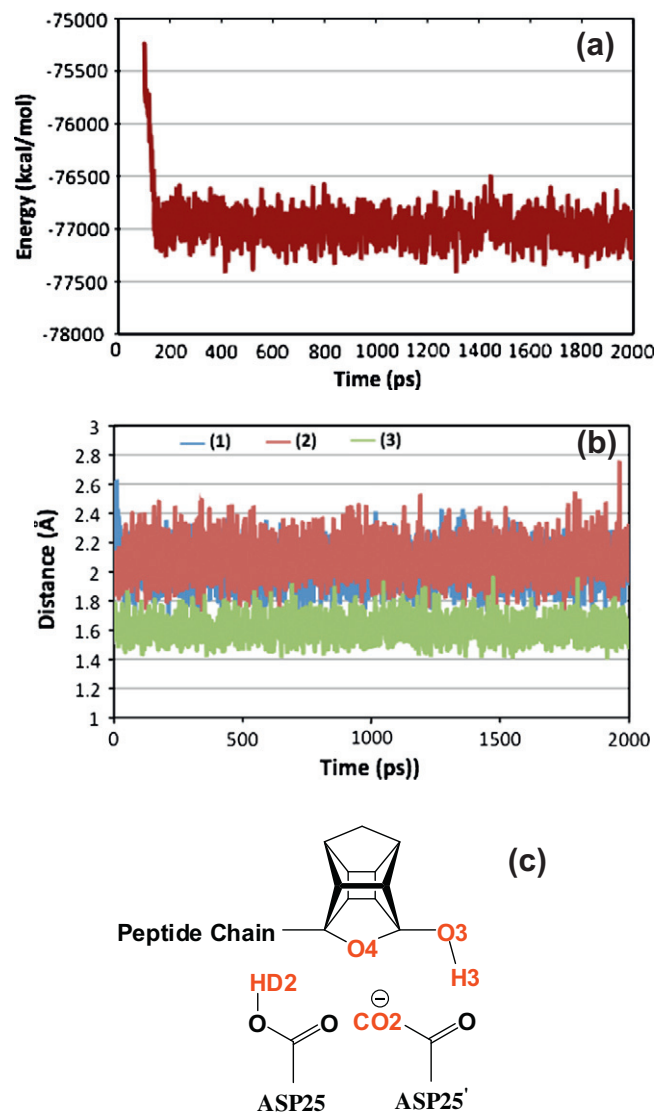 (a)
Energy (kcal/mol)
-75000
-75500
-76000
-76500
-77000
-77500
-78000
0 200 400 600 800 1000 1200 1400 1600 1800 2000
Time (ps)
(b)
(1) (2) (3)
Distance (Å)
3
2.8
2.6
2.4
2.2
2
1.8
1.6
1.4
1.2
1
0 500 1000 1500 2000
Time (ps))
(c)
Peptide Chain
O4
O3
H3
HD2
O O
⊖
CO2 O
ASP25 ASP25'